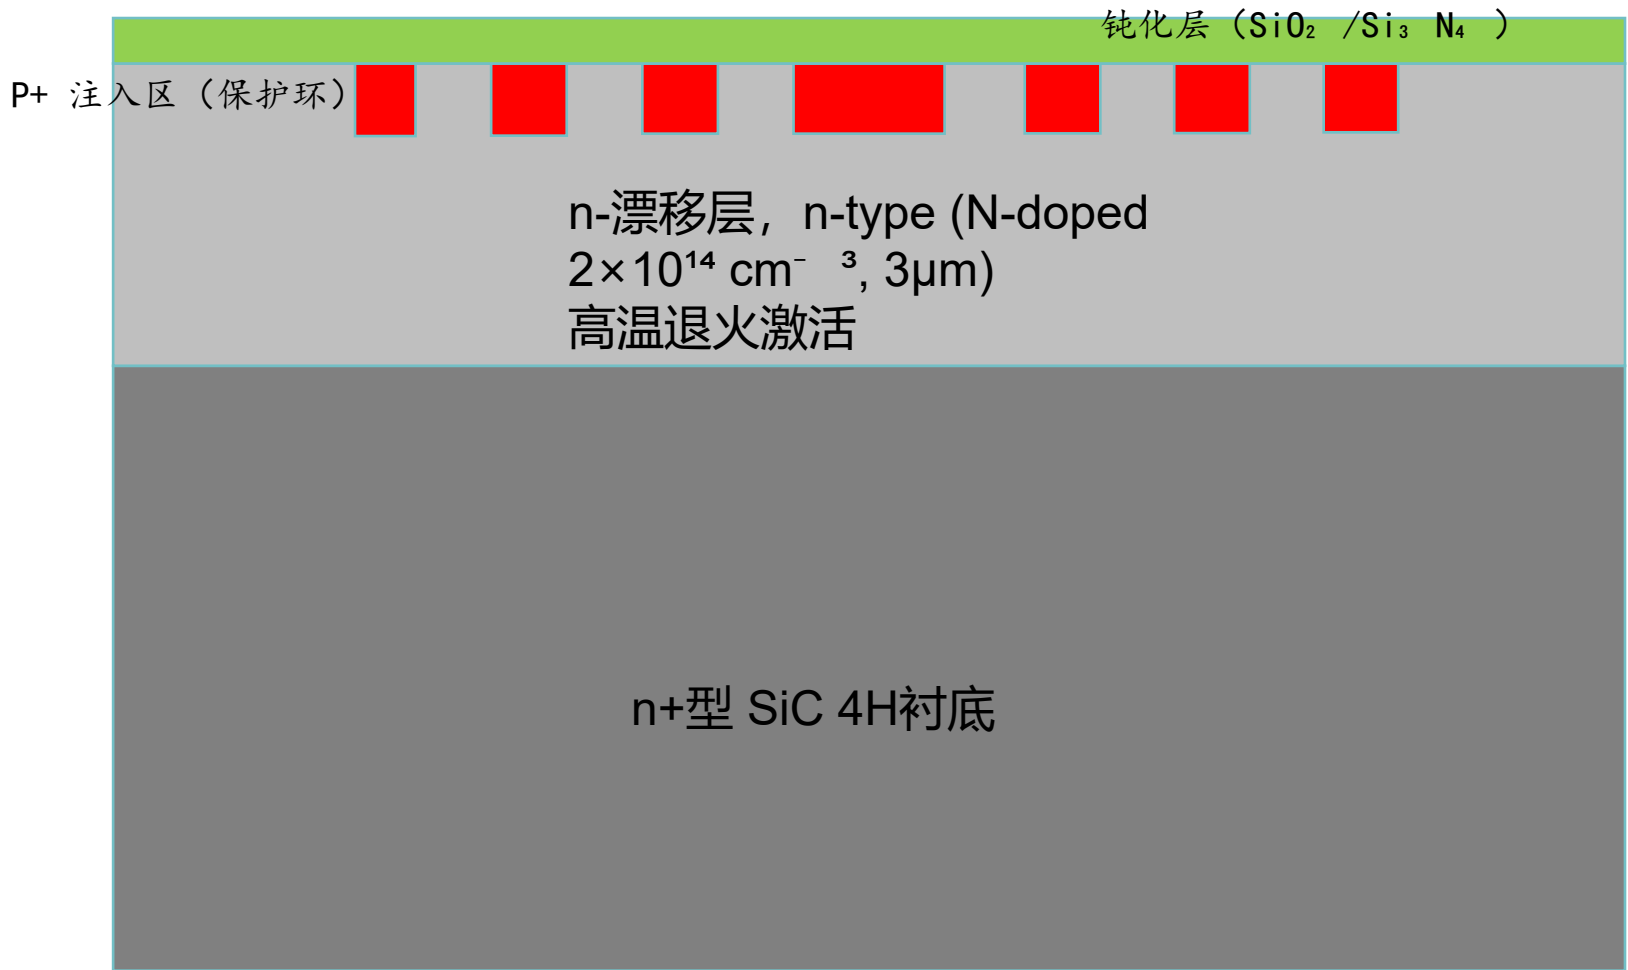 钝化层（SiO₂ /Si₃ N₄ ）
P+ 注入区（保护环）
n-漂移层，n-type (N-doped
2×10¹⁴ cm⁻ ³, 3μm)
高温退火激活
n+型 SiC 4H衬底